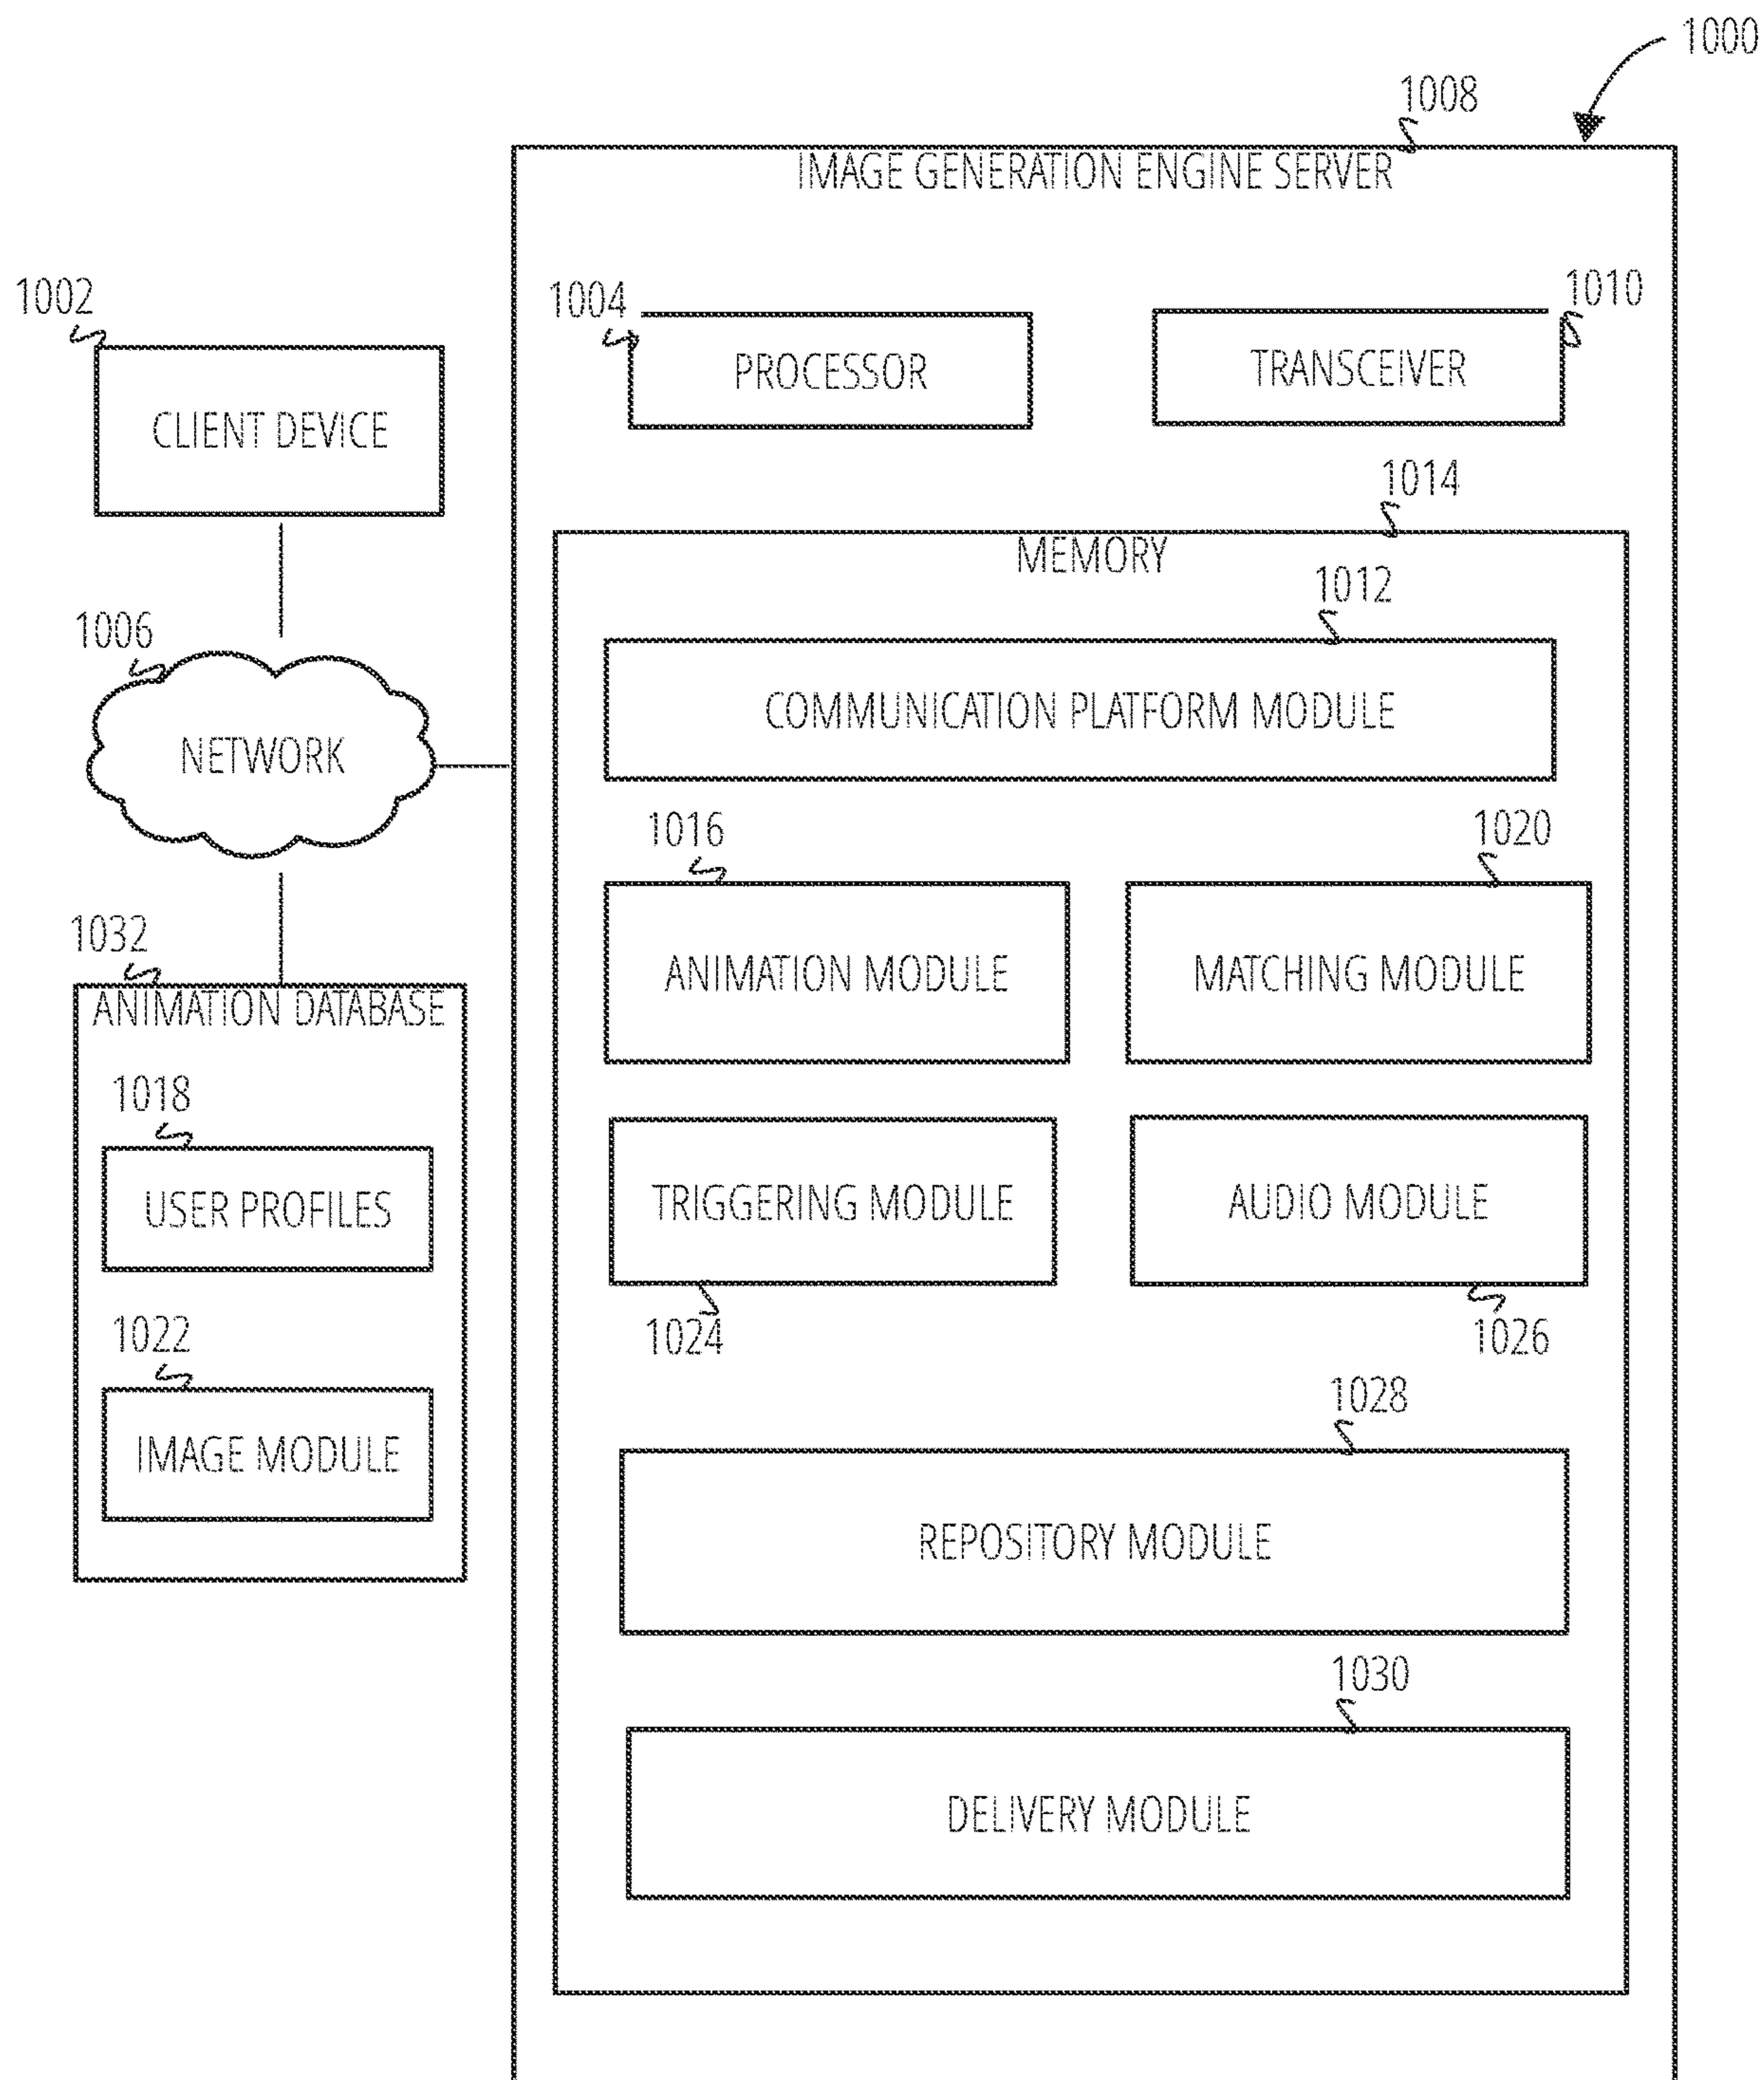 1000
1008
IMAGE GENERATION ENGINE SERVER
1002
CLIENT DEVICE
1004
PROCESSOR
1010
TRANSCEIVER
1014
MEMORY
1012
COMMUNICATION PLATFORM MODULE
1006
NETWORK
1016
ANIMATION MODULE
1020
MATCHING MODULE
1032
ANIMATION DATABASE
1018
USER PROFILES
1022
IMAGE MODULE
TRIGGERING MODULE
1024
AUDIO MODULE
1026
1028
REPOSITORY MODULE
1030
DELIVERY MODULE